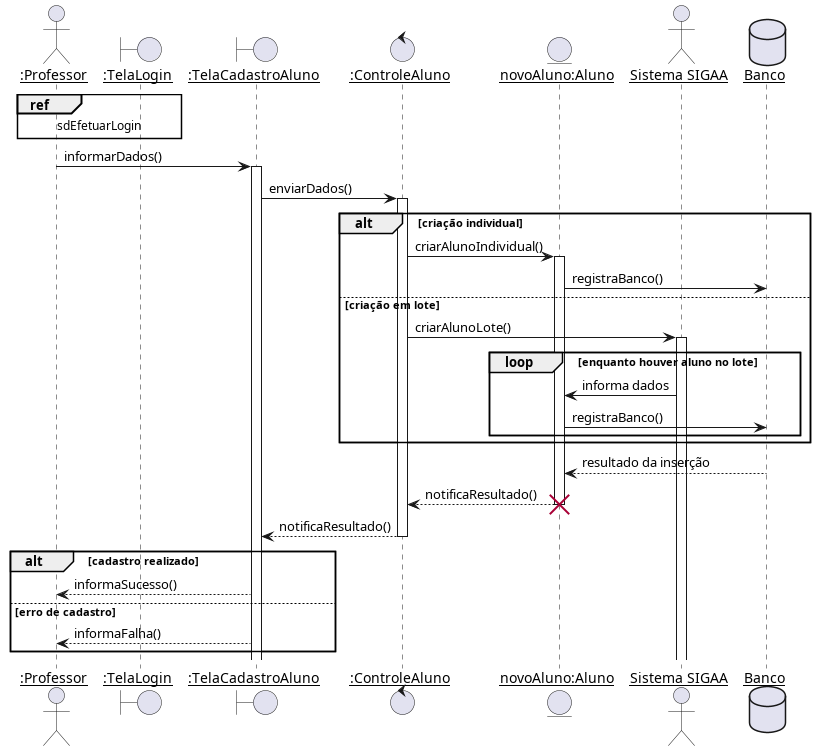 :Professor
:TelaLogin
:TelaCadastroAluno
:ControleAluno
novoAluno:Aluno
Sistema SIGAA
Banco
ref
sdEfetuarLogin
informarDados()
enviarDados()
alt
[criação individual]
criarAlunoIndividual()
registraBanco()
[criação em lote]
criarAlunoLote()
loop
[enquanto houver aluno no lote]
informa dados
registraBanco()
resultado da inserção
notificaResultado()
notificaResultado()
alt
[cadastro realizado]
informaSucesso()
[erro de cadastro]
informaFalha()
:Professor
:TelaLogin
:TelaCadastroAluno
:ControleAluno
novoAluno:Aluno
Sistema SIGAA
Banco